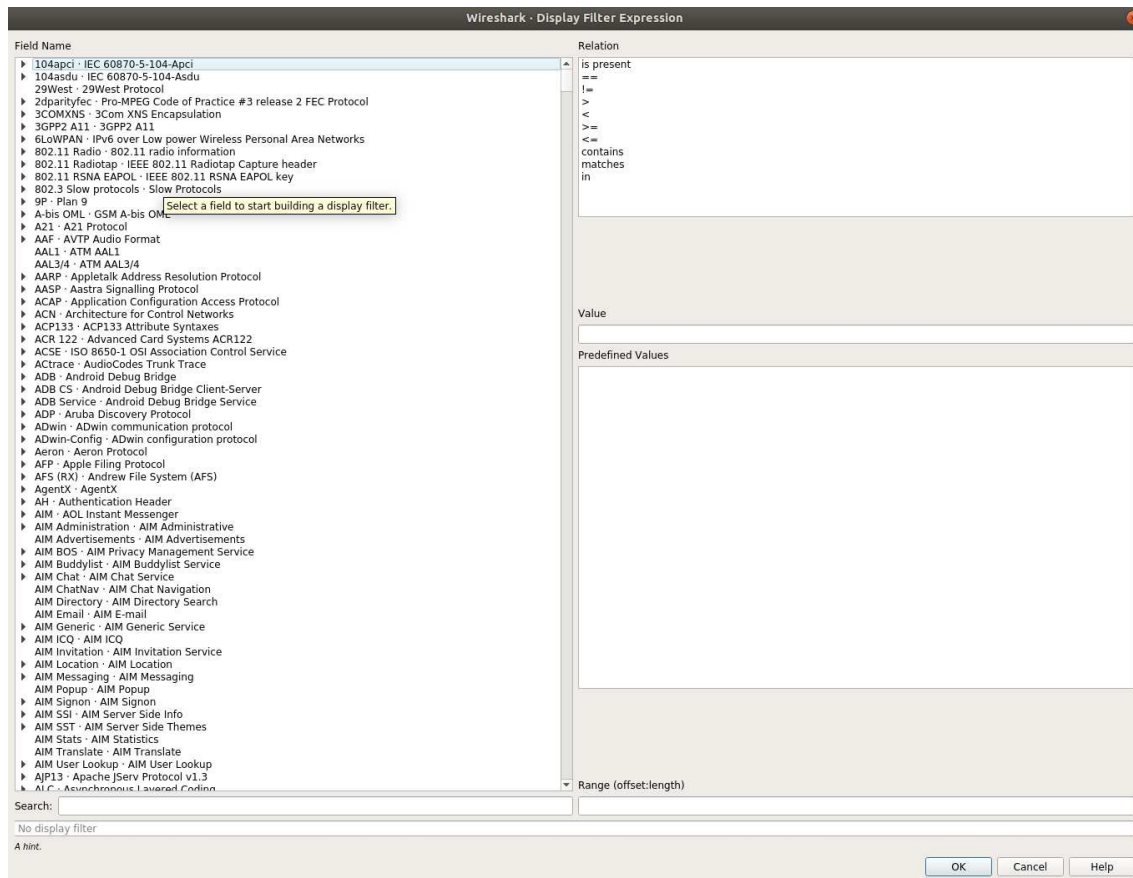 Wireshark · Display Filter Expression
Field Name
104apci · IEC 60870-5-104-Apci
104asdu · IEC 60870-5-104-Asdu
29West · 29West Protocol
2dparityfec · Pro-MPEG Code of Practice #3 release 2 FEC Protocol
3COMXNS · 3Com XNS Encapsulation
3GPP2 A11 · 3GPP2 A11
6LoWPAN · IPv6 over Low power Wireless Personal Area Networks
802.11 Radio · 802.11 radio information
802.11 Radiotap · IEEE 802.11 Radiotap Capture header
802.11 RSNA EAPOL · IEEE 802.11 RSNA EAPOL key
802.3 Slow protocols · Slow Protocols
9P · Plan 9
Select a field to start building a display filter.
A-bis OML · GSM A-bis OML
A21 · A21 Protocol
AAF · AVTP Audio Format
AAL1 · ATM AAL1
AAL3/4 · ATM AAL3/4
AARP · Appletalk Address Resolution Protocol
AASP · Aastra Signalling Protocol
ACAP · Application Configuration Access Protocol
ACN · Architecture for Control Networks
ACP133 · ACP133 Attribute Syntaxes
ACR 122 · Advanced Card Systems ACR122
ACSE · ISO 8650-1 OSI Association Control Service
ACtrace · AudioCodes Trunk Trace
ADB · Android Debug Bridge
ADB CS · Android Debug Bridge Client-Server
ADB Service · Android Debug Bridge Service
ADP · Aruba Discovery Protocol
ADwin · ADwin communication protocol
ADwin-Config · ADwin configuration protocol
Aeron · Aeron Protocol
AFP · Apple Filing Protocol
AFS (RX) · Andrew File System (AFS)
AgentX · AgentX
AH · Authentication Header
AIM · AOL Instant Messenger
AIM Administration · AIM Administrative
AIM Advertisements · AIM Advertisements
AIM BOS · AIM Privacy Management Service
AIM Buddylist · AIM Buddylist Service
AIM Chat · AIM Chat Service
AIM ChatNav · AIM Chat Navigation
AIM Directory · AIM Directory Search
AIM Email · AIM E-mail
AIM Generic · AIM Generic Service
AIM ICQ · AIM ICQ
AIM Invitation · AIM Invitation Service
AIM Location · AIM Location
AIM Messaging · AIM Messaging
AIM Popup · AIM Popup
AIM Signon · AIM Signon
AIM SSI · AIM Server Side Info
AIM SST · AIM Server Side Themes
AIM Stats · AIM Statistics
AIM Translate · AIM Translate
AIM User Lookup · AIM User Lookup
AJP13 · Apache JServ Protocol v1.3
ALC · Asynchronous Layered Coding
Search:
No display filter
A hint.
Relation
is present
==
!=
>
<
>=
<=
contains
matches
in
Value
Predefined Values
Range (offset:length)
OK
Cancel
Help